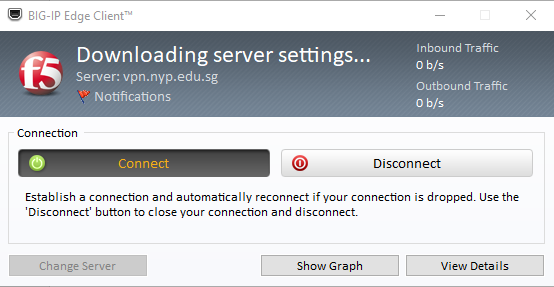 BIG-IP Edge Client™
Downloading server settings...
Server: vpn.nyp.edu.sg
Notifications
Inbound Traffic
0 b/s
Outbound Traffic
0 b/s
f5
Connection
Connect
Disconnect
Establish a connection and automatically reconnect if your connection is dropped. Use the
'Disconnect' button to close your connection and disconnect.
Change Server
Show Graph
View Details